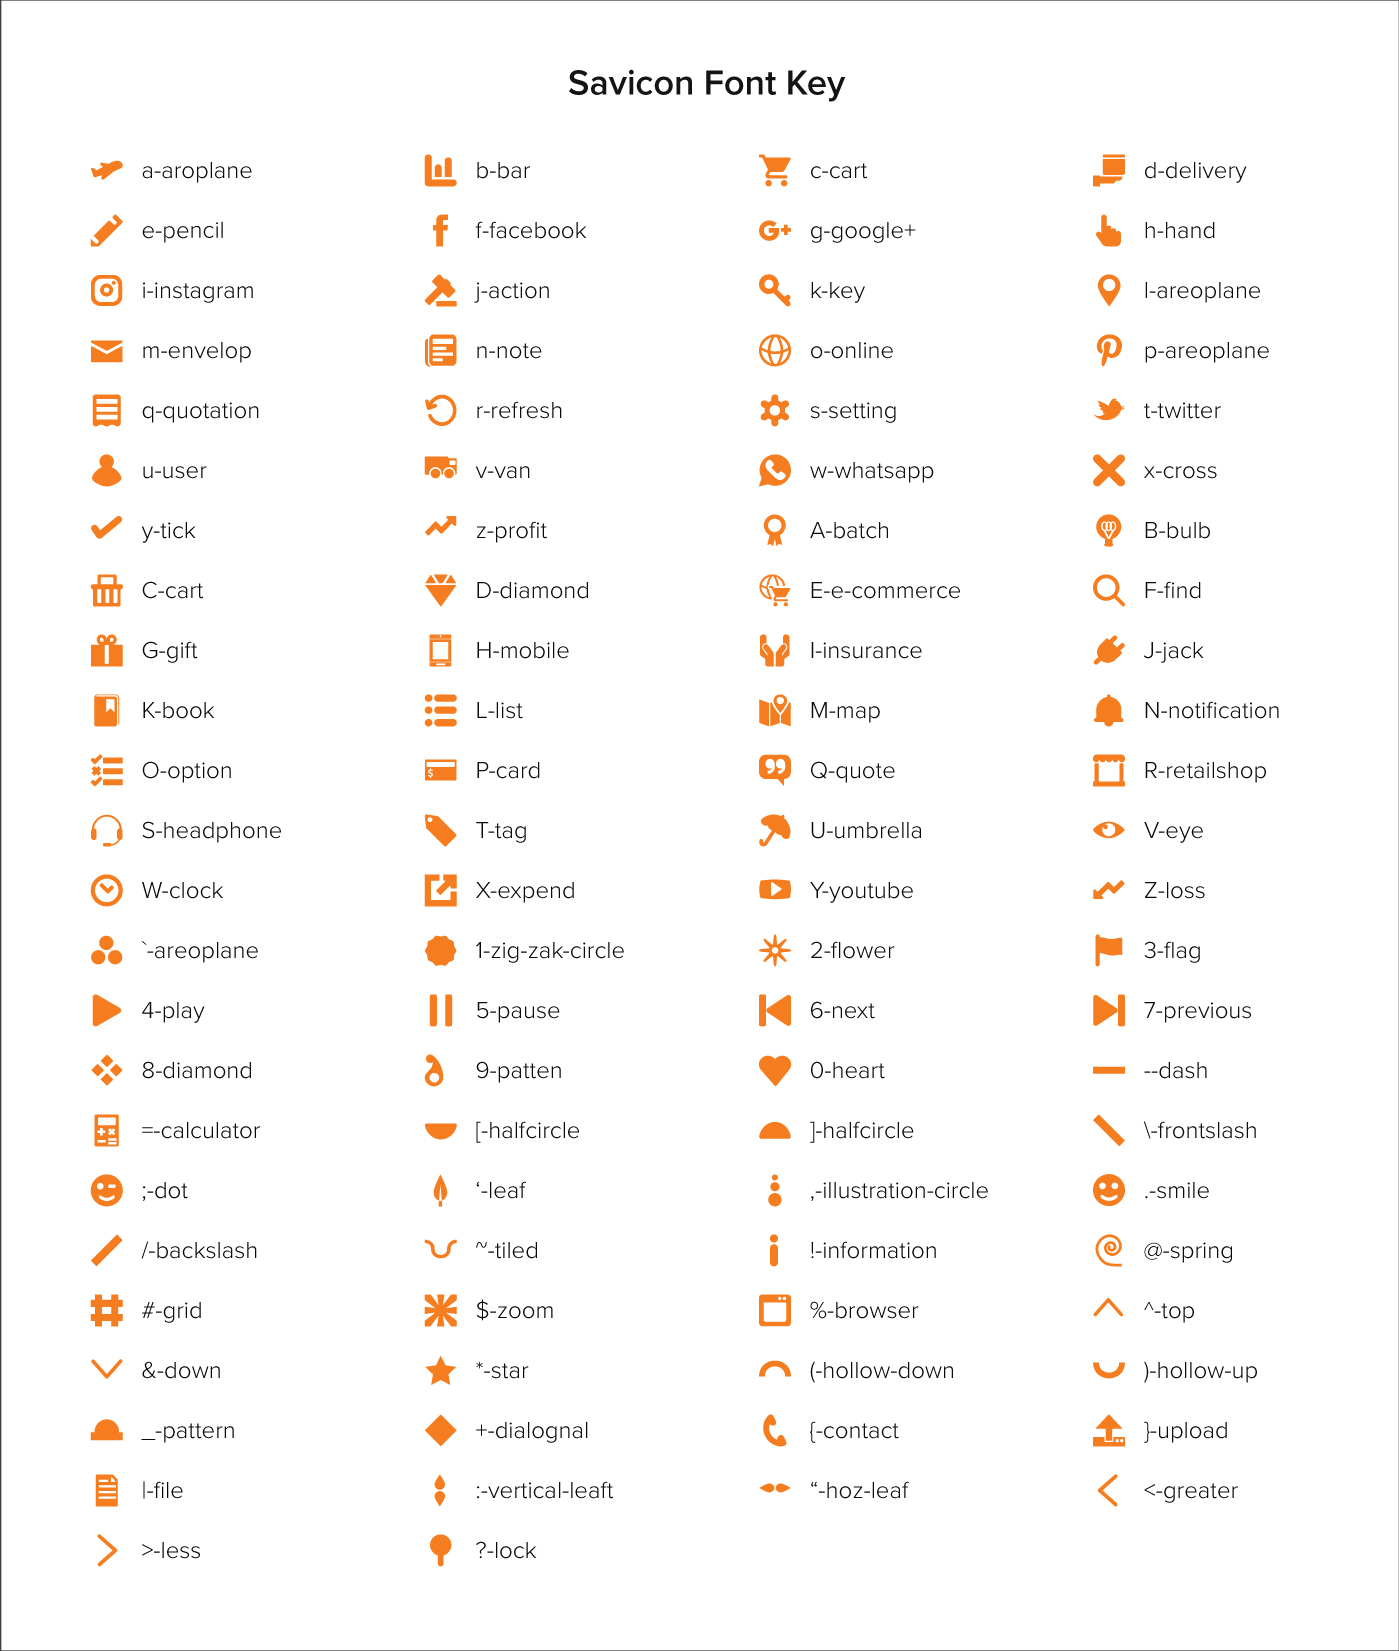 Savicon Font Key
a-aroplane b-bar c-cart d-delivery
e-pencil f-facebook g-google+ h-hand
i-instagram j-action k-key l-areoplane
m-envelop n-note o-online p-areoplane
q-quotation r-refresh s-setting t-twitter
u-user v-van w-whatsapp x-cross
y-tick z-profit A-batch B-bulb
C-cart D-diamond E-e-commerce F-find
G-gift H-mobile I-insurance J-jack
K-book L-list M-map N-notification
O-option P-card Q-quote R-retailshop
S-headphone T-tag U-umbrella V-eye
W-clock X-expend Y-youtube Z-loss
`-areoplane 1-zig-zak-circle 2-flower 3-flag
4-play 5-pause 6-next 7-previous
8-diamond 9-patten 0-heart --dash
=-calculator [-halfcircle ]-halfcircle \-frontslash
;-dot ‘-leaf ,-illustration-circle .-smile
/-backslash ~-tiled !-information @-spring
#-grid $-zoom %-browser ^-top
&-down *-star (-hollow-down )-hollow-up
_-pattern +-dialognal {-contact }-upload
|-file :-vertical-leaft “-hoz-leaf <-greater
>-less ?-lock